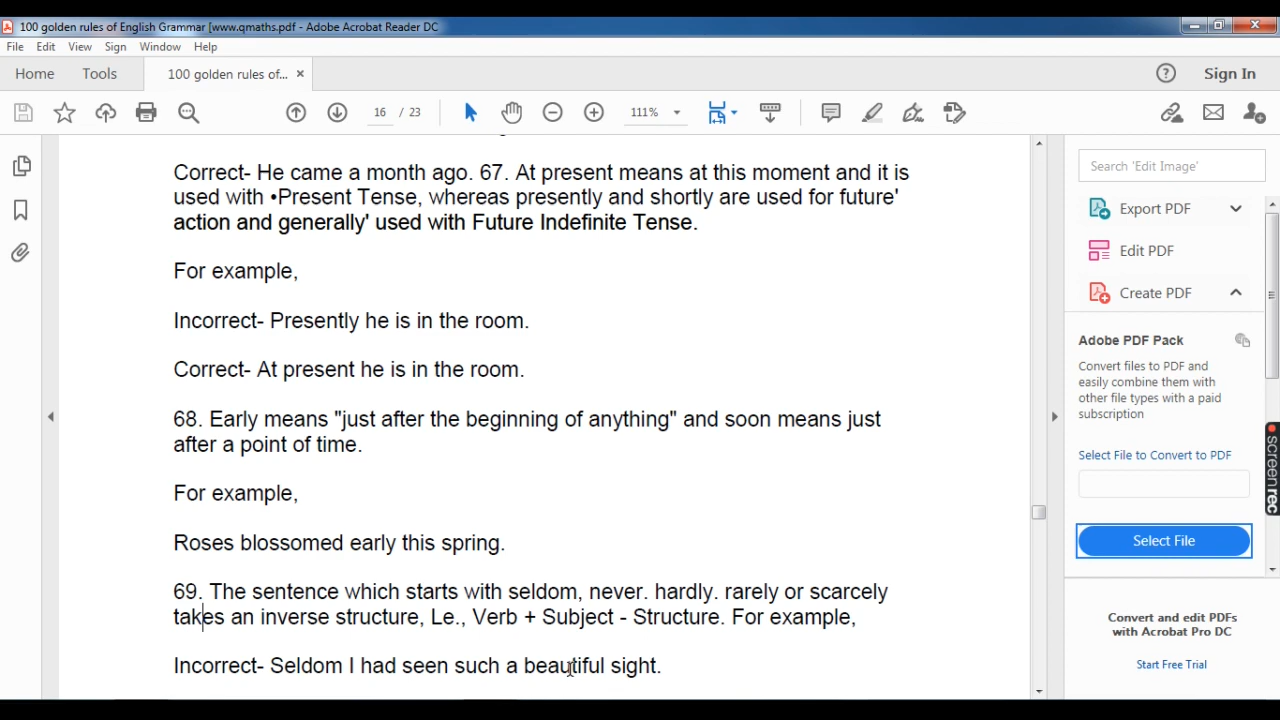 100 golden rules of English Grammar [www.qmaths.pdf - Adobe Acrobat Reader DC
File Edit View Sign Window Help
Home Tools 100 golden rules of... × Sign In
16 / 23 111%
Correct- He came a month ago. 67. At present means at this moment and it is
used with •Present Tense, whereas presently and shortly are used for future'
action and generally' used with Future Indefinite Tense.
For example,
Incorrect- Presently he is in the room.
Correct- At present he is in the room.
68. Early means "just after the beginning of anything" and soon means just
after a point of time.
For example,
Roses blossomed early this spring.
69. The sentence which starts with seldom, never. hardly. rarely or scarcely
takes an inverse structure, Le., Verb + Subject - Structure. For example,
Incorrect- Seldom I had seen such a beautiful sight.
Search 'Edit Image'
Export PDF
Edit PDF
Create PDF
Adobe PDF Pack
Convert files to PDF and
easily combine them with
other file types with a paid
subscription
Select File to Convert to PDF
Select File
Convert and edit PDFs
with Acrobat Pro DC
Start Free Trial
screenrec